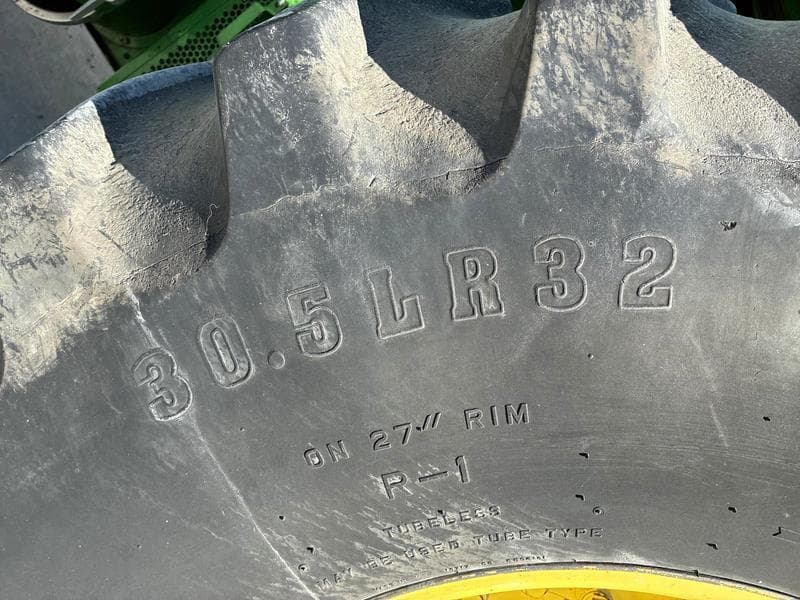 30.5LR32
ON 27" RIM
R-1
TUBELESS
MAY BE USED TUBE TYPE